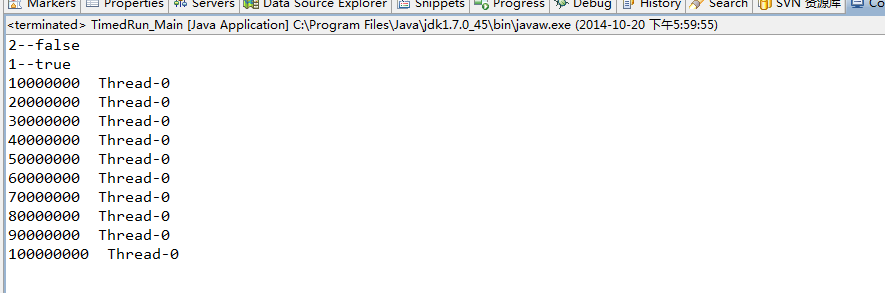 Markers Properties Servers Data Source Explorer Snippets Progress Debug History Search SVN 资源库 Co
<terminated> TimedRun_Main [Java Application] C:\Program Files\Java\jdk1.7.0_45\bin\javaw.exe (2014-10-20 下午5:59:55)
2--false
1--true
10000000  Thread-0
20000000  Thread-0
30000000  Thread-0
40000000  Thread-0
50000000  Thread-0
60000000  Thread-0
70000000  Thread-0
80000000  Thread-0
90000000  Thread-0
100000000  Thread-0